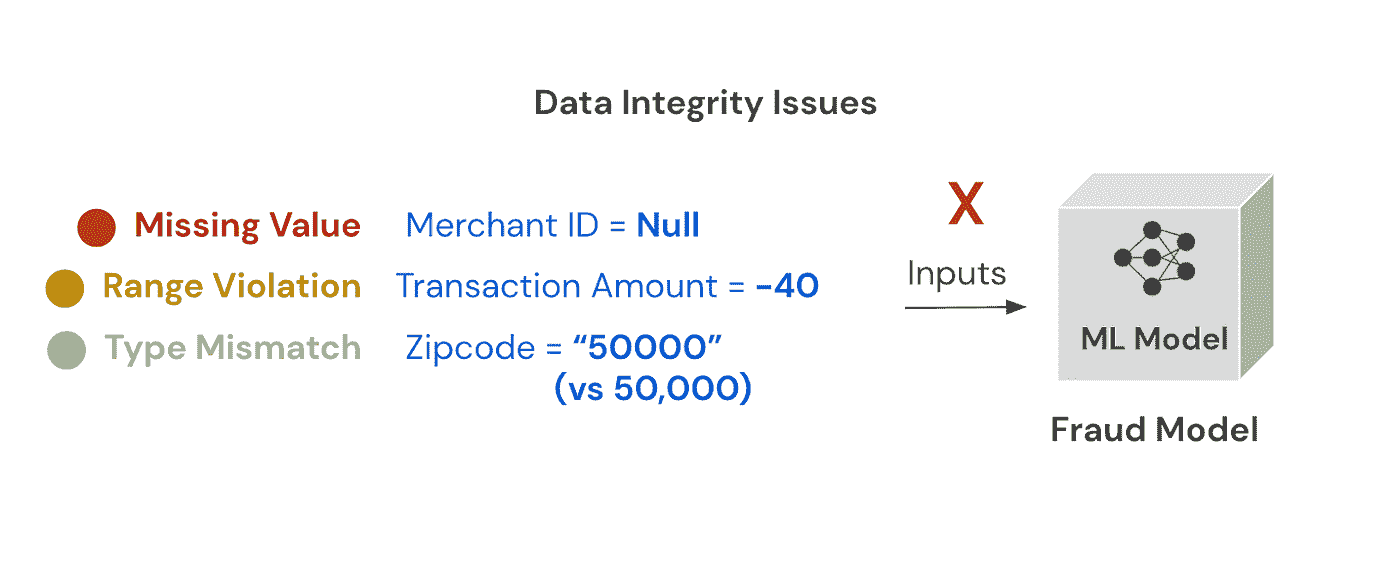 Data Integrity Issues
X
Missing Value Merchant ID = Null
Range Violation Transaction Amount = -40
Inputs
Type Mismatch Zipcode = “50000”
(vs 50,000)
ML Model
Fraud Model